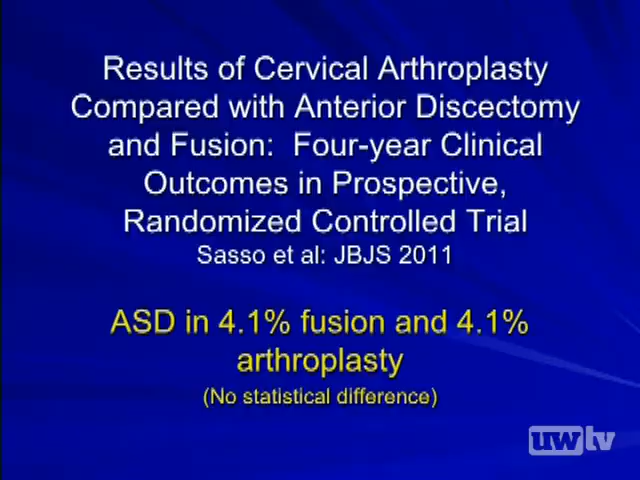 Results of Cervical Arthroplasty
Compared with Anterior Discectomy
and Fusion:  Four-year Clinical
Outcomes in Prospective,
Randomized Controlled Trial
Sasso et al: JBJS 2011
ASD in 4.1% fusion and 4.1%
arthroplasty
(No statistical difference)
uwtv